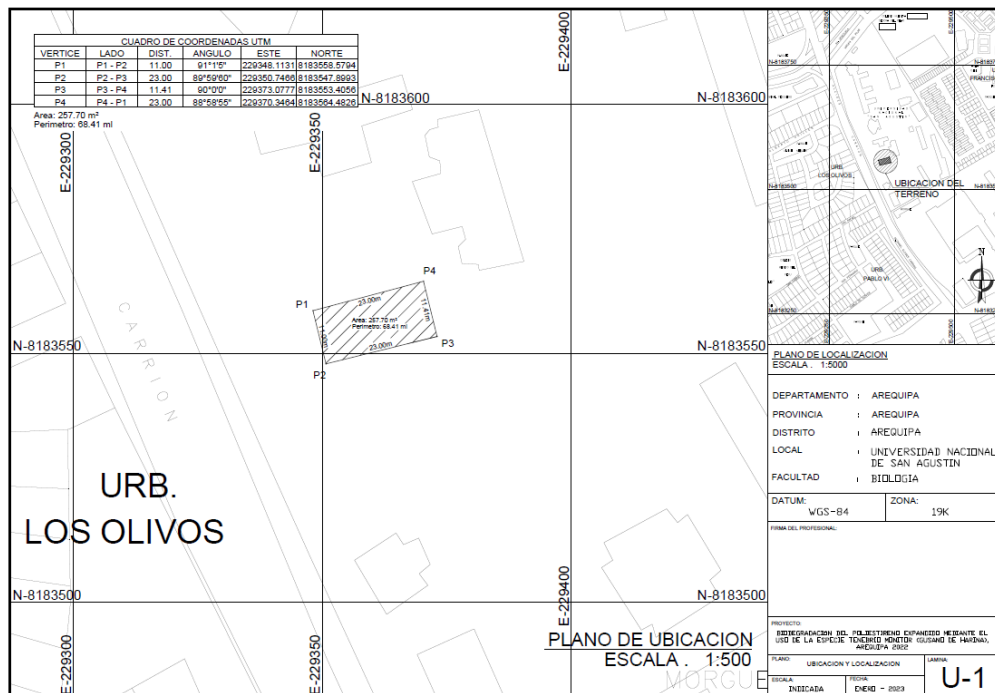 CUADRO DE COORDENADAS UTM
VERTICE LADO DIST. ANGULO ESTE NORTE
P1 P1 - P2 11.00 91°1'5" 229348.1131 8183558.5794
P2 P2 - P3 23.00 89°59'60" 229350.7466 8183547.8993
P3 P3 - P4 11.41 90°0'0" 229373.0777 8183553.4056
P4 P4 - P1 23.00 88°58'55" 229370.3464 8183564.4826
Area: 257.70 m²
Perimetro: 68.41 ml
E-229300
E-229350
E-229400
N-8183600
N-8183600
P4
P1
23.00m
11.41m
Area: 257.70 m²
Perimetro: 68.41 ml
11.00m
23.00m
P3
P2
N-8183550
N-8183550
CARRION
URB.
LOS OLIVOS
N-8183500
N-8183500
E-229300
E-229350
E-229400
PLANO DE UBICACION
ESCALA . 1:500
MORGUE
N-8183750
URB.
LOS OLIVOS
N-8183500
UBICACION DEL
TERRENO
URB.
PABLO VI
N
N-8183250
PLANO DE LOCALIZACION
ESCALA . 1:5000
DEPARTAMENTO : AREQUIPA
PROVINCIA : AREQUIPA
DISTRITO : AREQUIPA
LOCAL : UNIVERSIDAD NACIONAL
DE SAN AGUSTIN
FACULTAD : BIOLOGIA
DATUM: ZONA:
WGS-84 19K
FIRMA DEL PROFESIONAL:
PROYECTO:
BIODEGRADACION DEL POLIESTIRENO EXPANDIDO MEDIANTE EL
USO DE LA ESPECIE TENEBRIO MONITOR (GUSANO DE HARINA),
AREQUIPA 2022
PLANO: UBICACION Y LOCALIZACION
LAMINA:
U-1
ESCALA: INDICADA
FECHA: ENERO - 2023